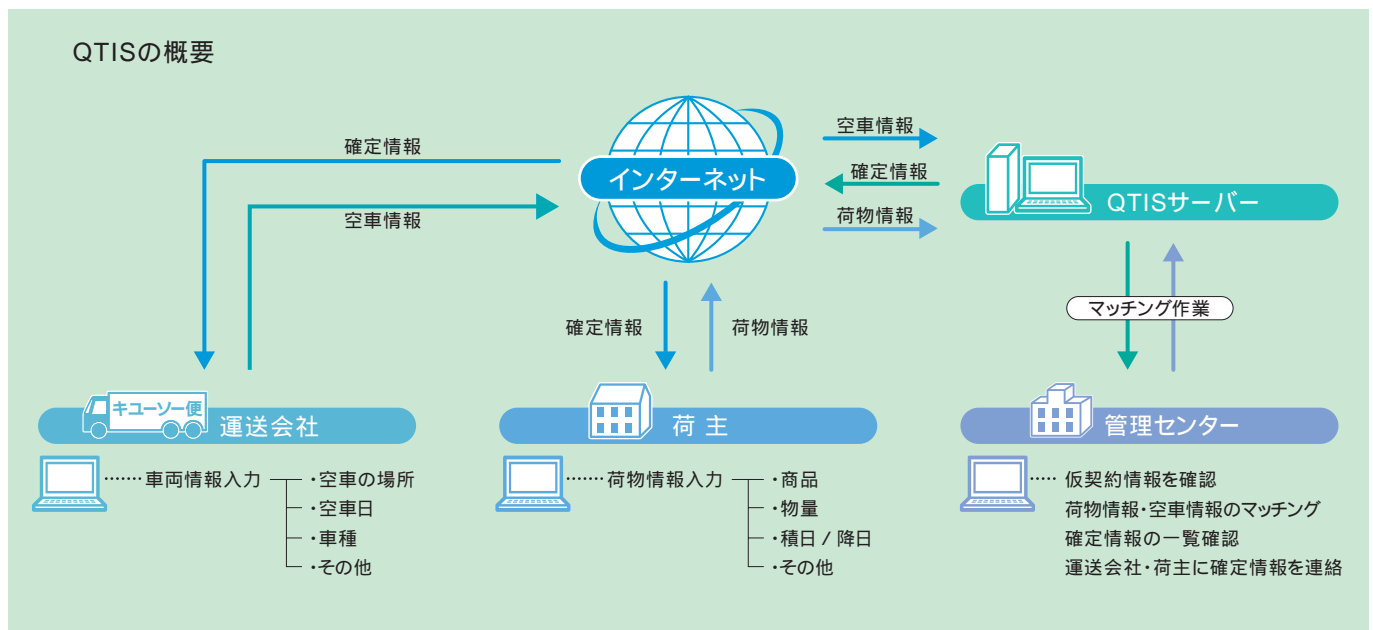 QTISの概要
確定情報
空車情報
インターネット
空車情報
確定情報
荷物情報
QTISサーバー
確定情報
荷物情報
マッチング作業
キユーソー便
運送会社
荷主
管理センター
……車両情報入力
・空車の場所
・空車日
・車種
・その他
……荷物情報入力
・商品
・物量
・積日 / 降日
・その他
…… 仮契約情報を確認
荷物情報・空車情報のマッチング
確定情報の一覧確認
運送会社・荷主に確定情報を連絡